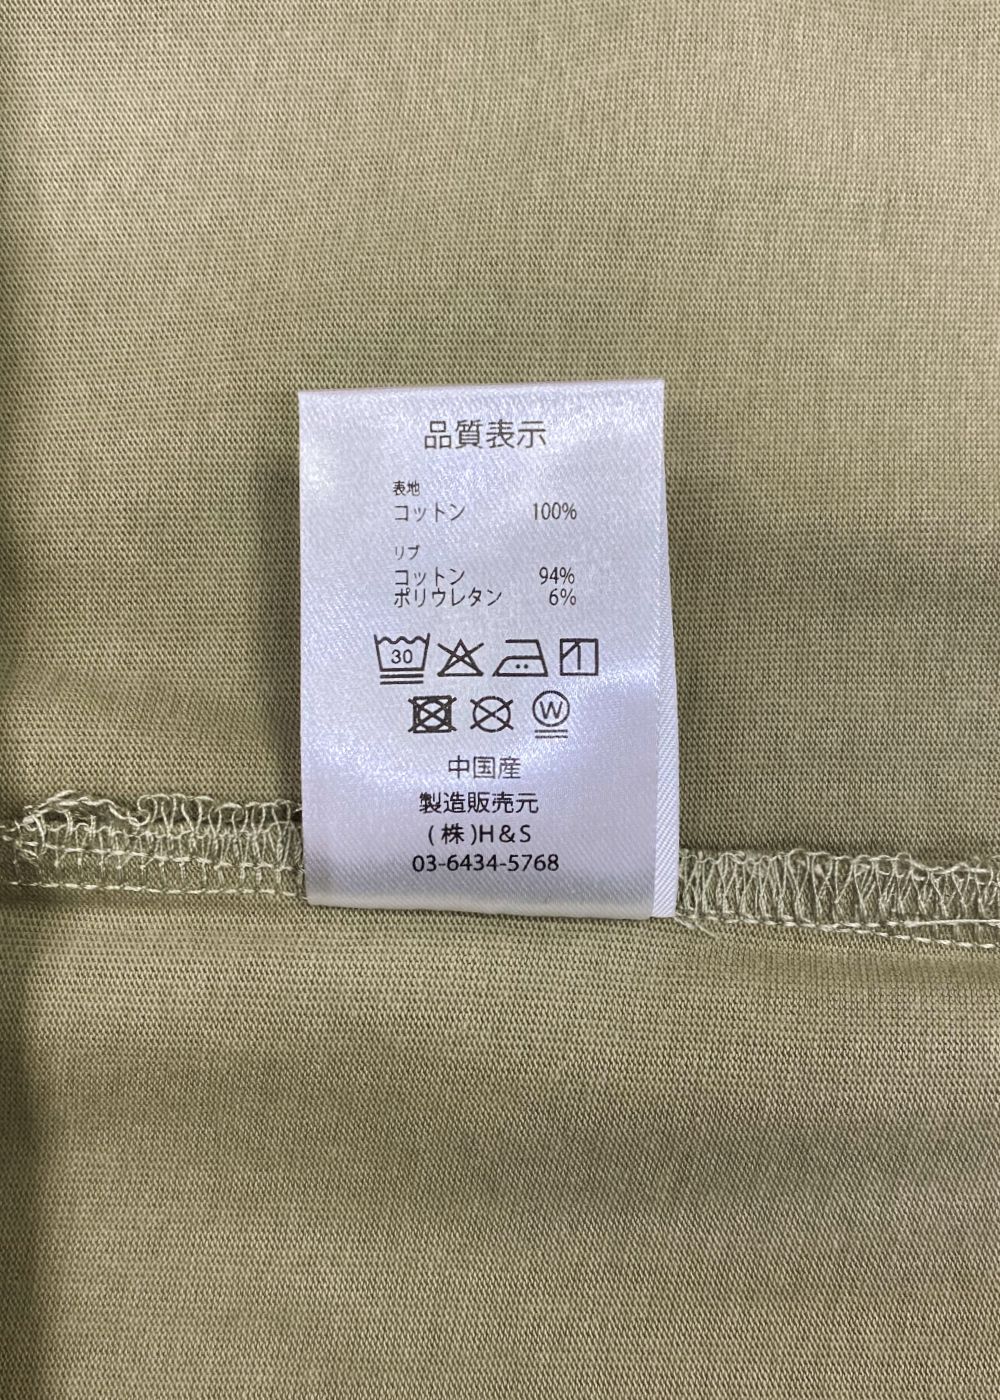 品質表示
表地
コットン 100%
リブ
コットン 94%
ポリウレタン 6%
30
W
中国産
製造販売元
(株)H&S
03-6434-5768